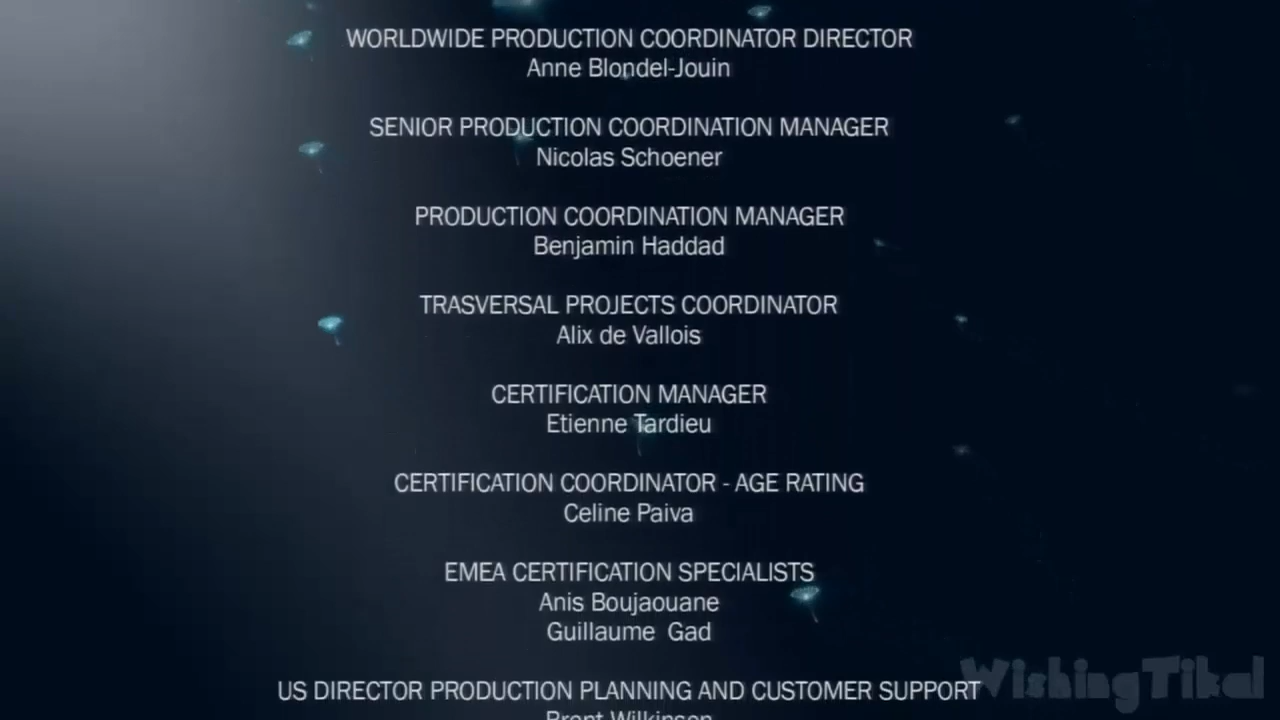 WORLDWIDE PRODUCTION COORDINATOR DIRECTOR
Anne Blondel-Jouin
SENIOR PRODUCTION COORDINATION MANAGER
Nicolas Schoener
PRODUCTION COORDINATION MANAGER
Benjamin Haddad
TRASVERSAL PROJECTS COORDINATOR
Alix de Vallois
CERTIFICATION MANAGER
Etienne Tardieu
CERTIFICATION COORDINATOR - AGE RATING
Celine Paiva
EMEA CERTIFICATION SPECIALISTS
Anis Boujaouane
Guillaume  Gad
US DIRECTOR PRODUCTION PLANNING AND CUSTOMER SUPPORT
Brent Wilkinson
WishingTikal